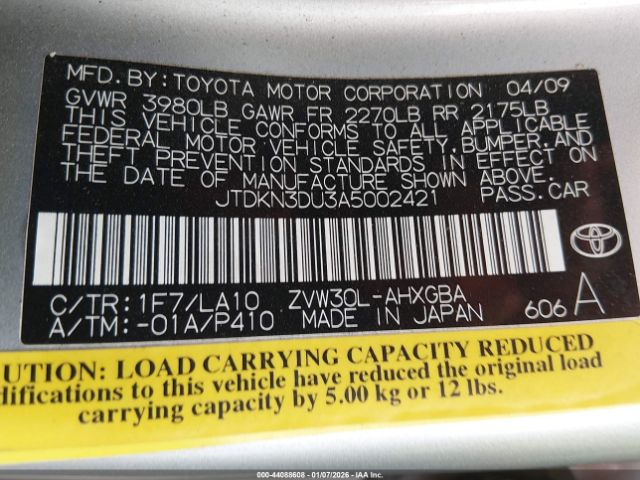 MFD. BY: TOYOTA MOTOR CORPORATION 04/09
GVWR 3980LB GAWR FR 2270LB RR 2175LB
THIS VEHICLE CONFORMS TO ALL APPLICABLE
FEDERAL MOTOR VEHICLE SAFETY, BUMPER, AND
THEFT PREVENTION STANDARDS IN EFFECT ON
THE DATE OF MANUFACTURE SHOWN ABOVE.
JTDKN3DU3A5002421 PASS. CAR
C/TR: 1F7/LA10 ZVW30L-AHXGBA
A/TM: -01A/P410 MADE IN JAPAN 606 A
UTION: LOAD CARRYING CAPACITY REDUCED
difications to this vehicle have reduced the original load
carrying capacity by 5.00 kg or 12 lbs.
000-44088608 - 01/07/2026 - IAAI.com